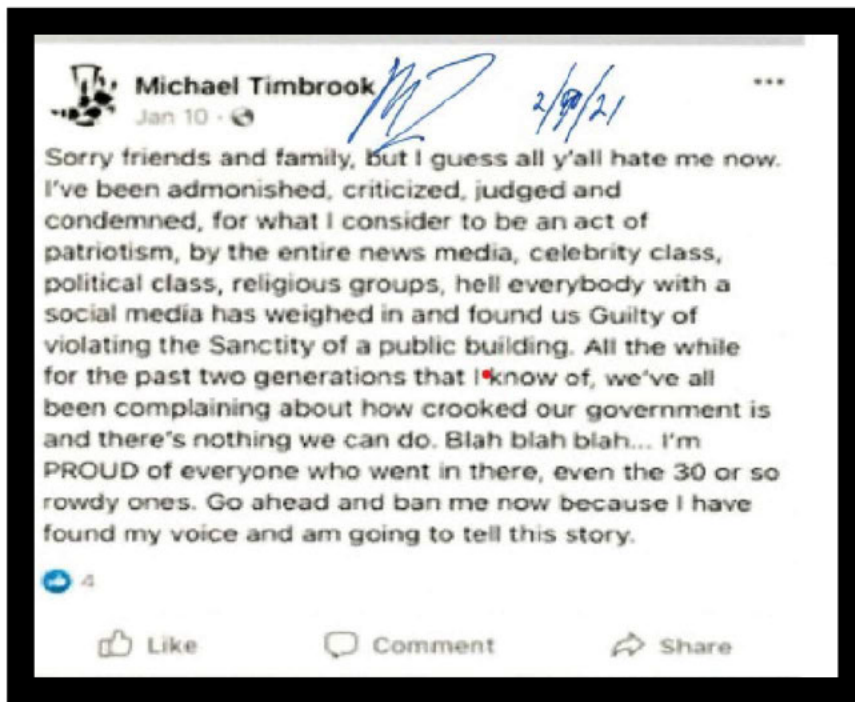 Michael Timbrook
Jan 10 ·
Sorry friends and family, but I guess all y'all hate me now.
I've been admonished, criticized, judged and
condemned, for what I consider to be an act of
patriotism, by the entire news media, celebrity class,
political class, religious groups, hell everybody with a
social media has weighed in and found us Guilty of
violating the Sanctity of a public building. All the while
for the past two generations that I know of, we've all
been complaining about how crooked our government is
and there's nothing we can do. Blah blah blah... I'm
PROUD of everyone who went in there, even the 30 or so
rowdy ones. Go ahead and ban me now because I have
found my voice and am going to tell this story.
4
Like Comment Share